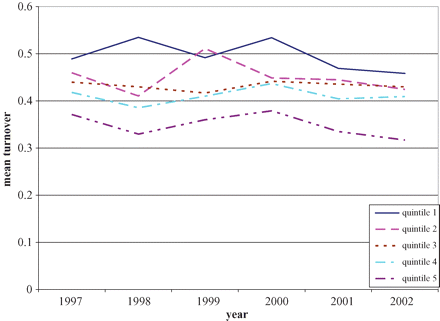 0.6
0.5
0.4
0.3
0.2
0.1
0
mean turnover
1997 1998 1999 2000 2001 2002
year
quintile 1
quintile 2
quintile 3
quintile 4
quintile 5